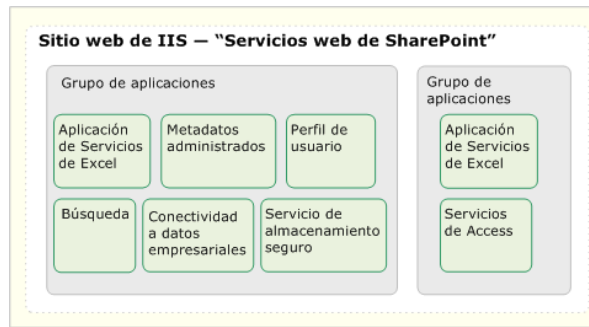 Sitio web de IIS — “Servicios web de SharePoint”
Grupo de aplicaciones
Aplicación
de Servicios
de Excel
Metadatos
administrados
Perfil de
usuario
Búsqueda
Conectividad
a datos
empresariales
Servicio de
almacenamiento
seguro
Grupo de
aplicaciones
Aplicación
de Servicios
de Excel
Servicios
de Access